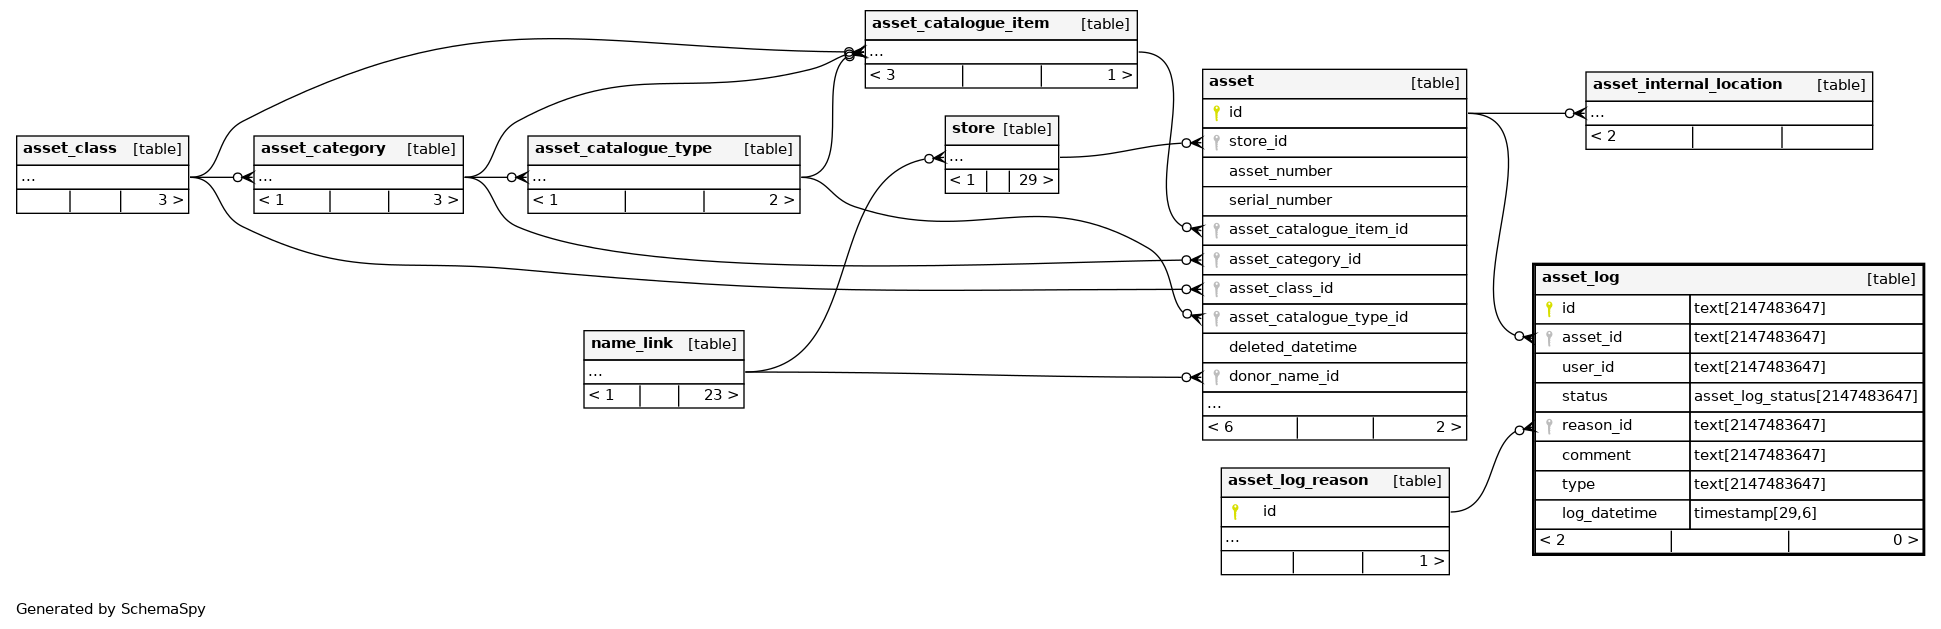 asset_catalogue_item [table]
...
< 3 1 >
asset_class [table]
...
3 >
asset_category [table]
...
< 1 3 >
asset_catalogue_type [table]
...
< 1 2 >
store [table]
...
< 1 29 >
name_link [table]
...
< 1 23 >
asset [table]
id
store_id
asset_number
serial_number
asset_catalogue_item_id
asset_category_id
asset_class_id
asset_catalogue_type_id
deleted_datetime
donor_name_id
...
< 6 2 >
asset_internal_location [table]
...
< 2
asset_log [table]
id text[2147483647]
asset_id text[2147483647]
user_id text[2147483647]
status asset_log_status[2147483647]
reason_id text[2147483647]
comment text[2147483647]
type text[2147483647]
log_datetime timestamp[29,6]
< 2 0 >
asset_log_reason [table]
id
...
1 >
Generated by SchemaSpy